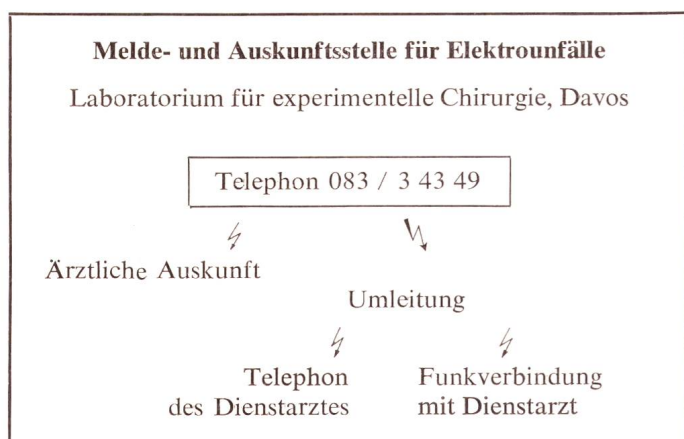 Melde- und Auskunftsstelle für Elektrounfälle
Laboratorium für experimentelle Chirurgie, Davos
Telephon 083 / 3 43 49
Ärztliche Auskunft
Umleitung
Telephon
des Dienstarztes
Funkverbindung
mit Dienstarzt